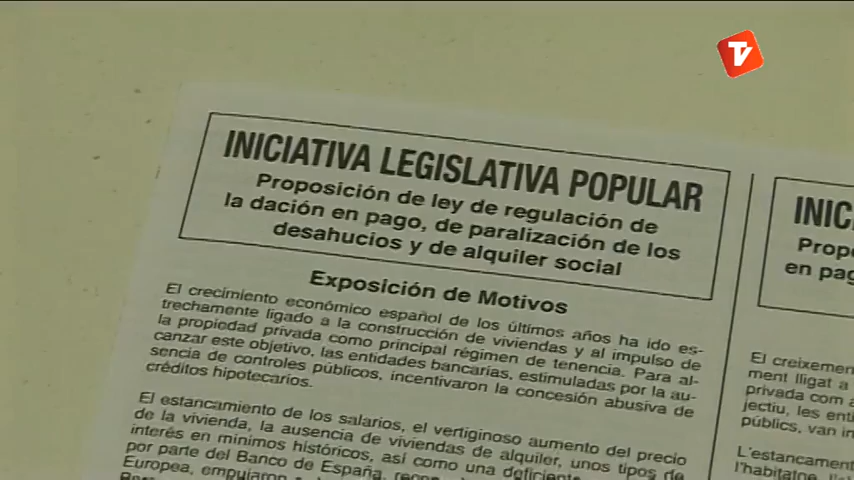 TV
INICIATIVA LEGISLATIVA POPULAR
Proposición de ley de regulación de
la dación en pago, de paralización de los
desahucios y de alquiler social
Exposición de Motivos
El crecimiento económico español de los últimos años ha ido es-
trechamente ligado a la construcción de viviendas y al impulso de
la propiedad privada como principal régimen de tenencia. Para al-
canzar este objetivo, las entidades bancarias, estimuladas por la au-
sencia de controles públicos, incentivaron la concesión abusiva de
créditos hipotecarios.
El estancamiento de los salarios, el vertiginoso aumento del precio
de la vivienda, la ausencia de viviendas de alquiler, unos tipos de
interés en mínimos históricos, así como una deficiente
por parte del Banco de España,
Europea, empujaron
INIC
Propo
en pag
El creixemen
ment lligat a
privada com a
jectiu, les enti
públics, van in
L'estancament
l'habitatge,